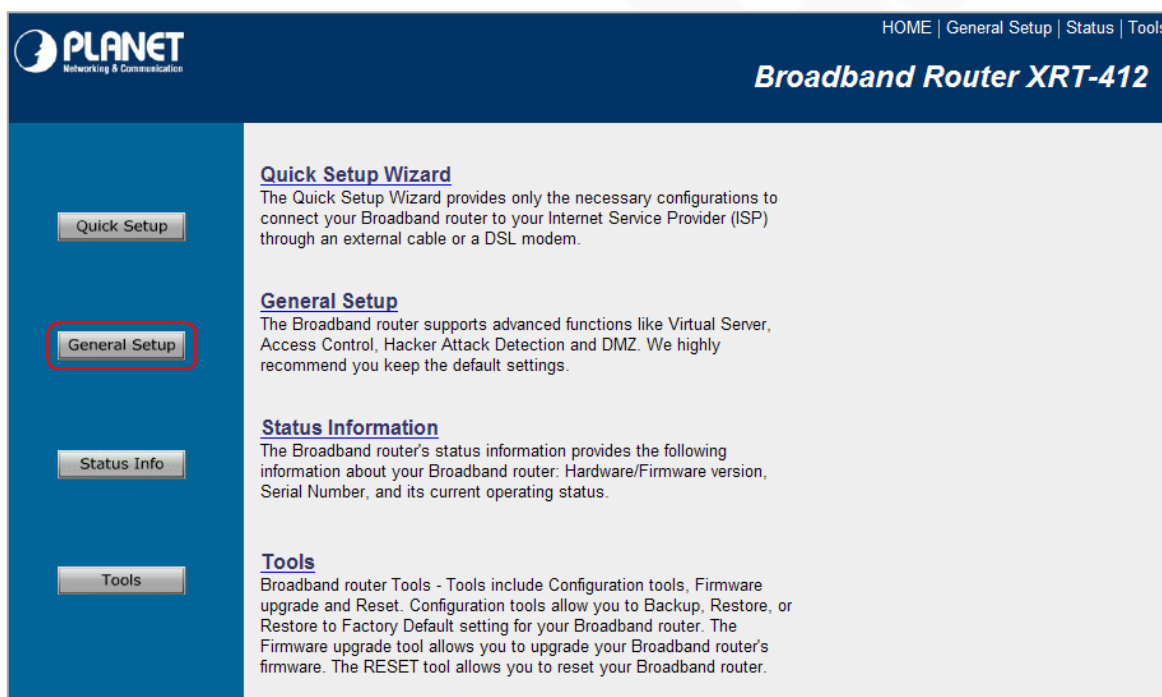 PLANET
Networking & Communication
HOME | General Setup | Status | Tools
Broadband Router XRT-412
Quick Setup
Quick Setup Wizard
The Quick Setup Wizard provides only the necessary configurations to
connect your Broadband router to your Internet Service Provider (ISP)
through an external cable or a DSL modem.
General Setup
General Setup
The Broadband router supports advanced functions like Virtual Server,
Access Control, Hacker Attack Detection and DMZ. We highly
recommend you keep the default settings.
Status Info
Status Information
The Broadband router's status information provides the following
information about your Broadband router: Hardware/Firmware version,
Serial Number, and its current operating status.
Tools
Tools
Broadband router Tools - Tools include Configuration tools, Firmware
upgrade and Reset. Configuration tools allow you to Backup, Restore, or
Restore to Factory Default setting for your Broadband router. The
Firmware upgrade tool allows you to upgrade your Broadband router's
firmware. The RESET tool allows you to reset your Broadband router.